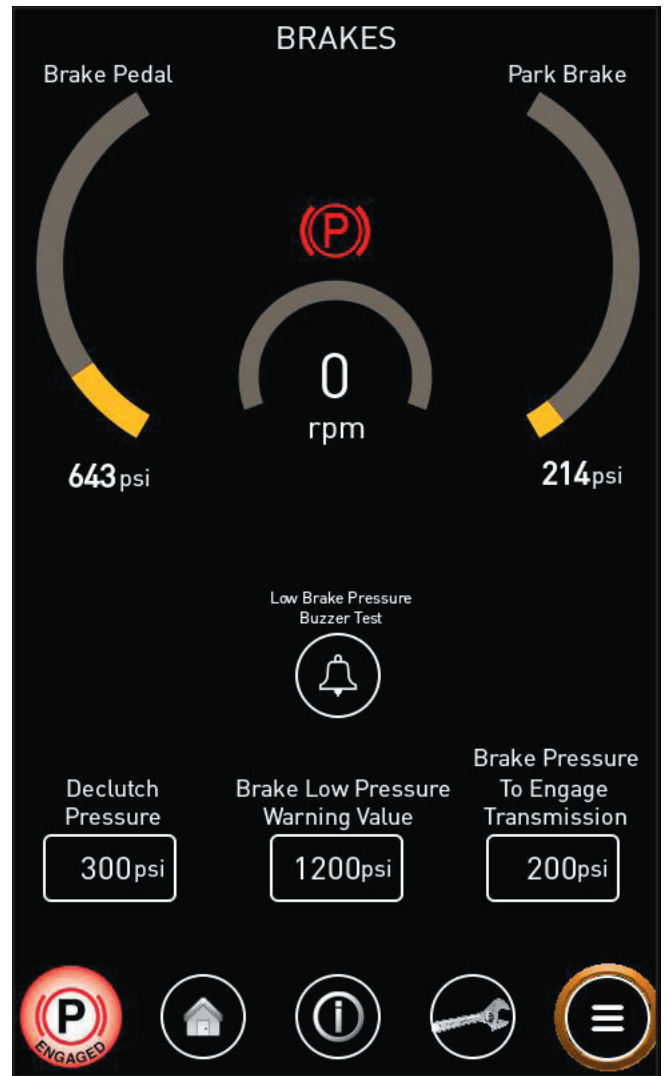 BRAKES
Brake Pedal
Park Brake
P
0
rpm
643psi
214psi
Low Brake Pressure
Buzzer Test
Declutch
Pressure
300psi
Brake Low Pressure
Warning Value
1200psi
Brake Pressure
To Engage
Transmission
200psi
P
ENGAGED
i